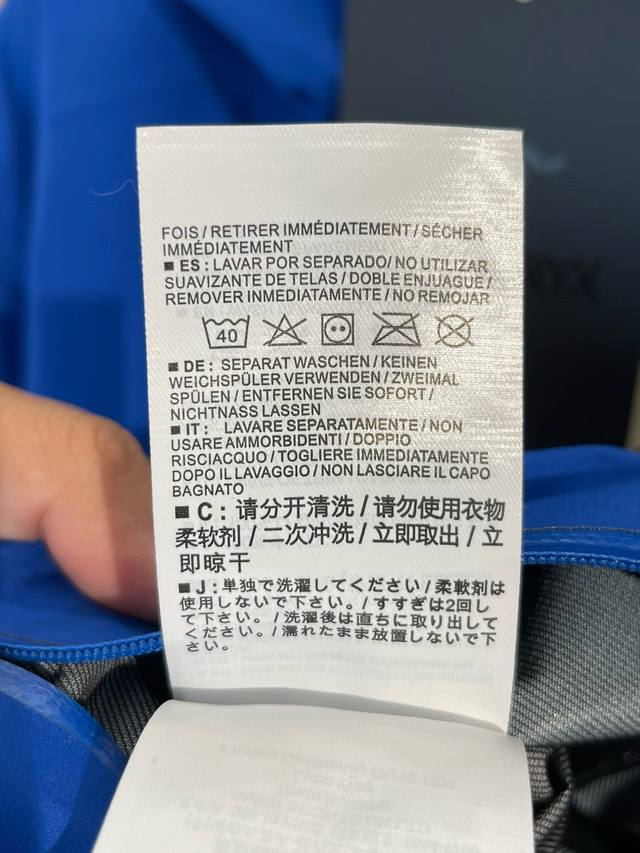 FOIS / RETIRER IMMÉDIATEMENT / SÉCHER
IMMÉDIATEMENT
■ ES : LAVAR POR SEPARADO/ NO UTILIZAR
SUAVIZANTE DE TELAS / DOBLE ENJUAGUE /
REMOVER INMEDIATAMENTE / NO REMOJAR
40
■ DE : SEPARAT WASCHEN / KEINEN
WEICHSPÜLER VERWENDEN / ZWEIMAL
SPÜLEN / ENTFERNEN SIE SOFORT /
NICHTNASS LASSEN
■ IT : LAVARE SEPARATAMENTE / NON
USARE AMMORBIDENTI / DOPPIO
RISCIACQUO / TOGLIERE IMMEDIATAMENTE
DOPO IL LAVAGGIO / NON LASCIARE IL CAPO
BAGNATO
■ C : 请分开清洗 / 请勿使用衣物
柔软剂 / 二次冲洗 / 立即取出 / 立
即晾干
■ J : 単独で洗濯してください / 柔軟剤は
使用しないで下さい。/ すすぎは2回し
て下さい。/ 洗濯後は直ちに取り出して
ください。/ 濡れたまま放置しないで下
さい。